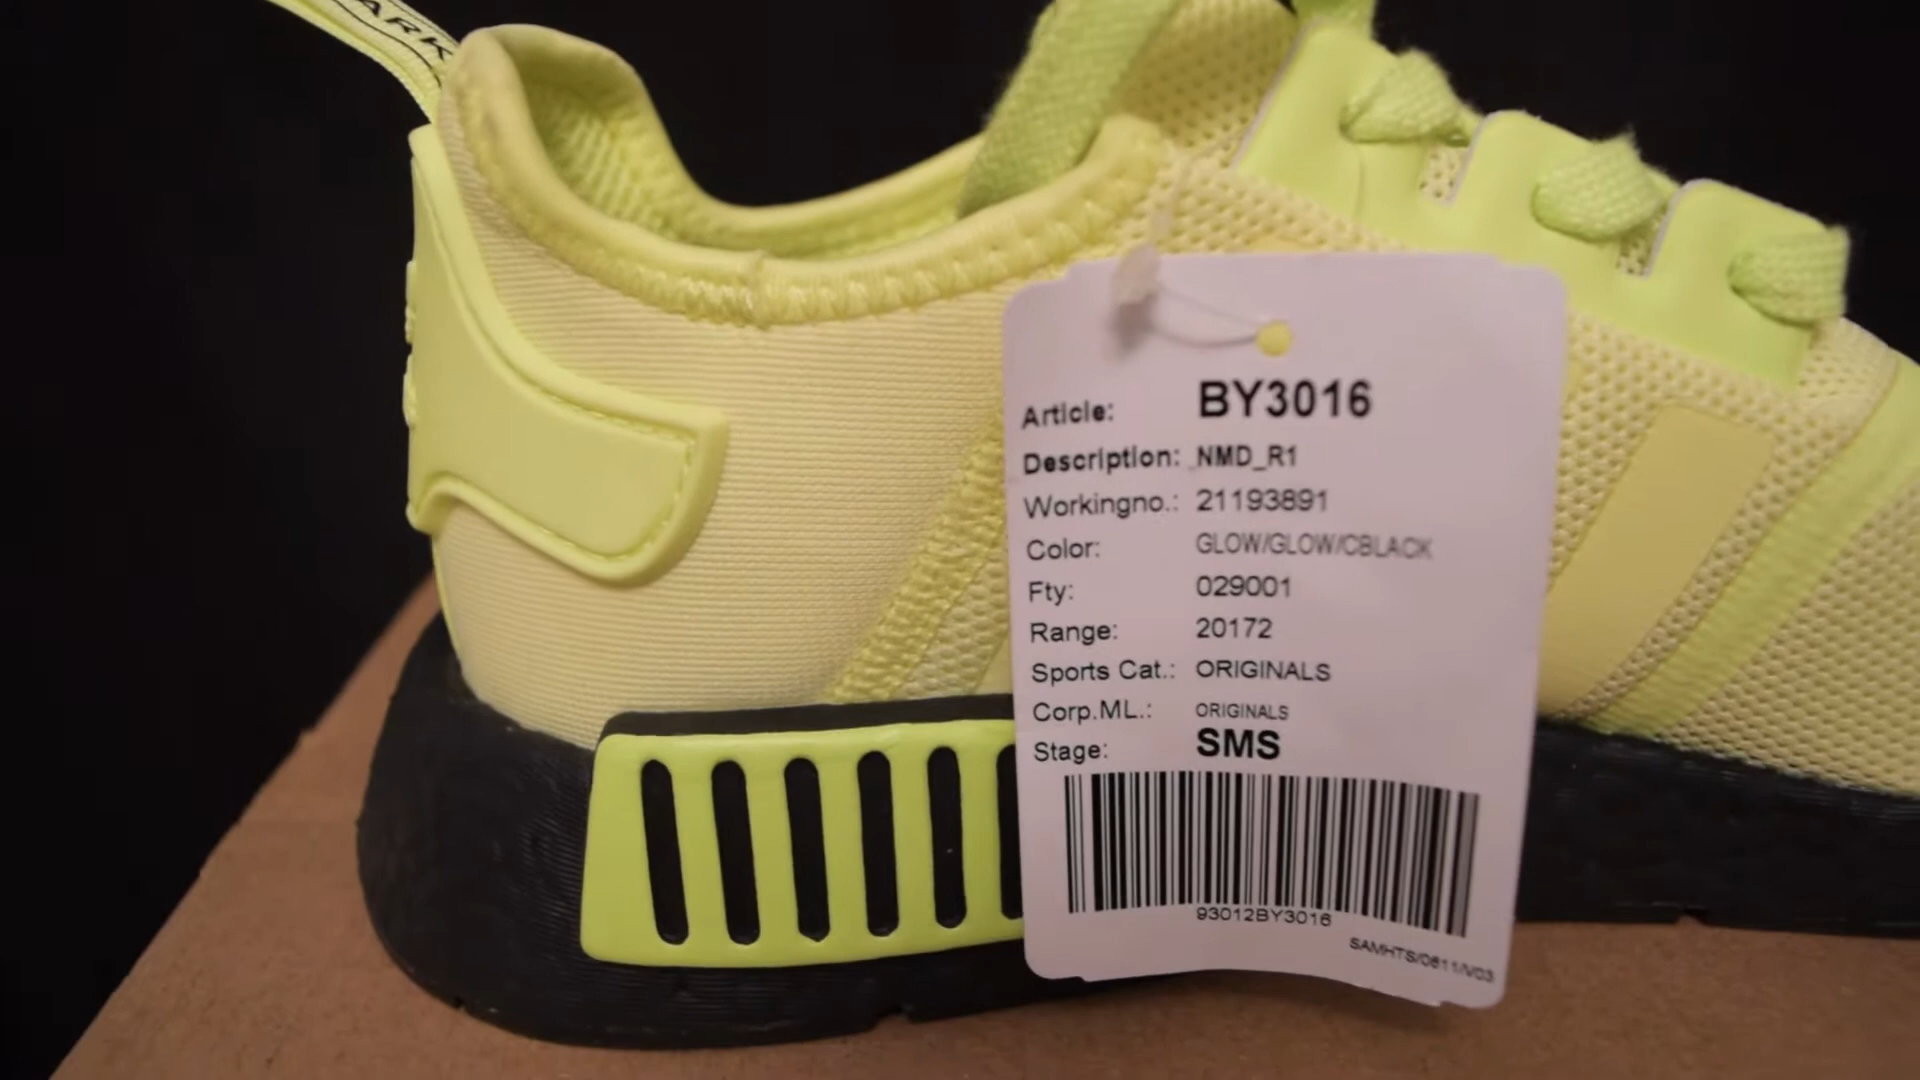 ARK
Article: BY3016
Description: NMD_R1
Workingno.: 21193891
Color: GLOW/GLOW/CBLACK
Fty: 029001
Range: 20172
Sports Cat.: ORIGINALS
Corp.ML.: ORIGINALS
Stage: SMS
93012BY3016
SAMHTS/0611/V03